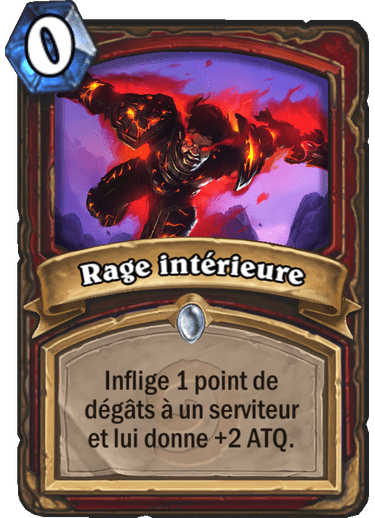 0
Rage intérieure
Inflige 1 point de
dégâts à un serviteur
et lui donne +2 ATQ.